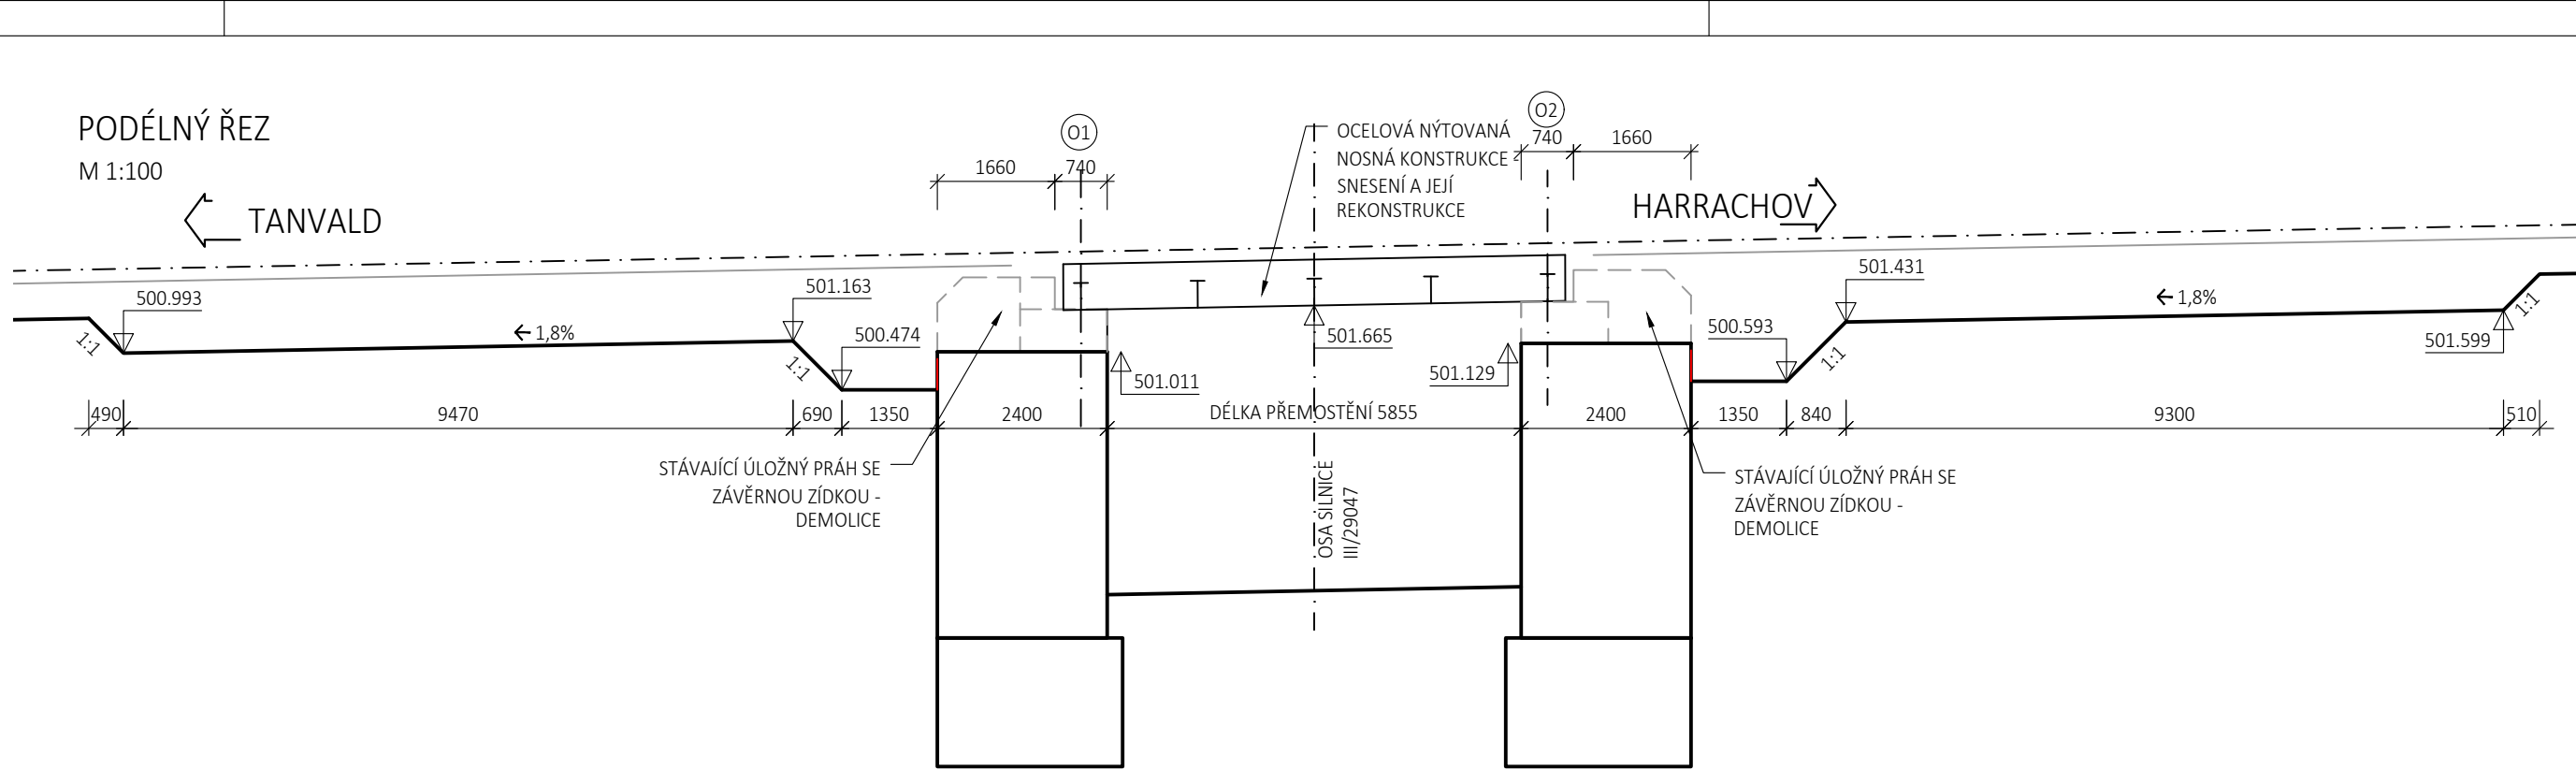 PODÉLNÝ ŘEZ
M 1:100
TANVALD
HARRACHOV
O1
O2
1660
740
740
1660
OCELOVÁ NÝTOVANÁ
NOSNÁ KONSTRUKCE -
SNESENÍ A JEJÍ
REKONSTRUKCE
500.993
501.163
500.474
501.011
501.665
501.129
500.593
501.431
501.599
1:1
1,8%
1:1
1:1
1,8%
1:1
490
9470
690
1350
2400
DÉLKA PŘEMOSTĚNÍ 5855
2400
1350
840
9300
510
STÁVAJÍCÍ ÚLOŽNÝ PRÁH SE
ZÁVĚRNOU ZÍDKOU -
DEMOLICE
OSA SILNICE
III/29047
STÁVAJÍCÍ ÚLOŽNÝ PRÁH SE
ZÁVĚRNOU ZÍDKOU -
DEMOLICE